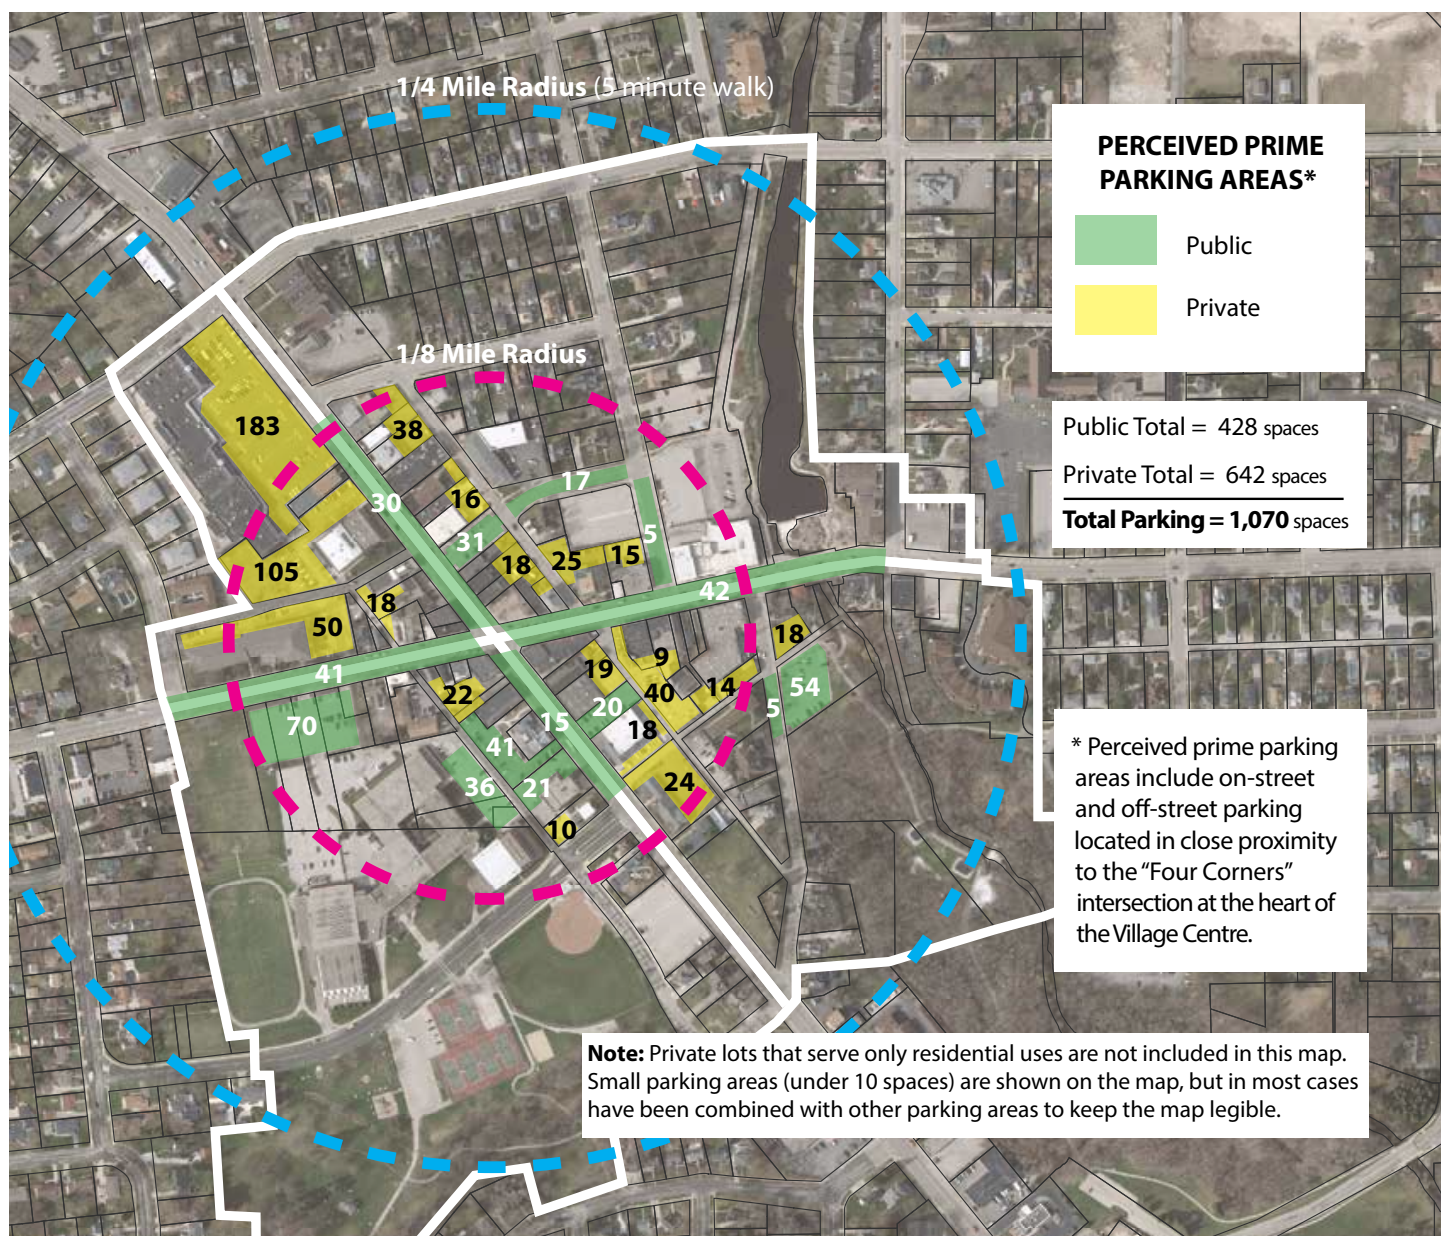 1/4 Mile Radius (5 minute walk)
PERCEIVED PRIME
PARKING AREAS*
Public
Private
1/8 Mile Radius
Public Total = 428 spaces
Private Total = 642 spaces
Total Parking = 1,070 spaces
183
38
30
16
17
31
5
18
25
15
105
18
42
50
18
41
9
19
22
40
14
54
70
20
5
15
18
41
36
21
24
10
* Perceived prime parking
areas include on-street
and off-street parking
located in close proximity
to the “Four Corners”
intersection at the heart of
the Village Centre.
Note: Private lots that serve only residential uses are not included in this map.
Small parking areas (under 10 spaces) are shown on the map, but in most cases
have been combined with other parking areas to keep the map legible.